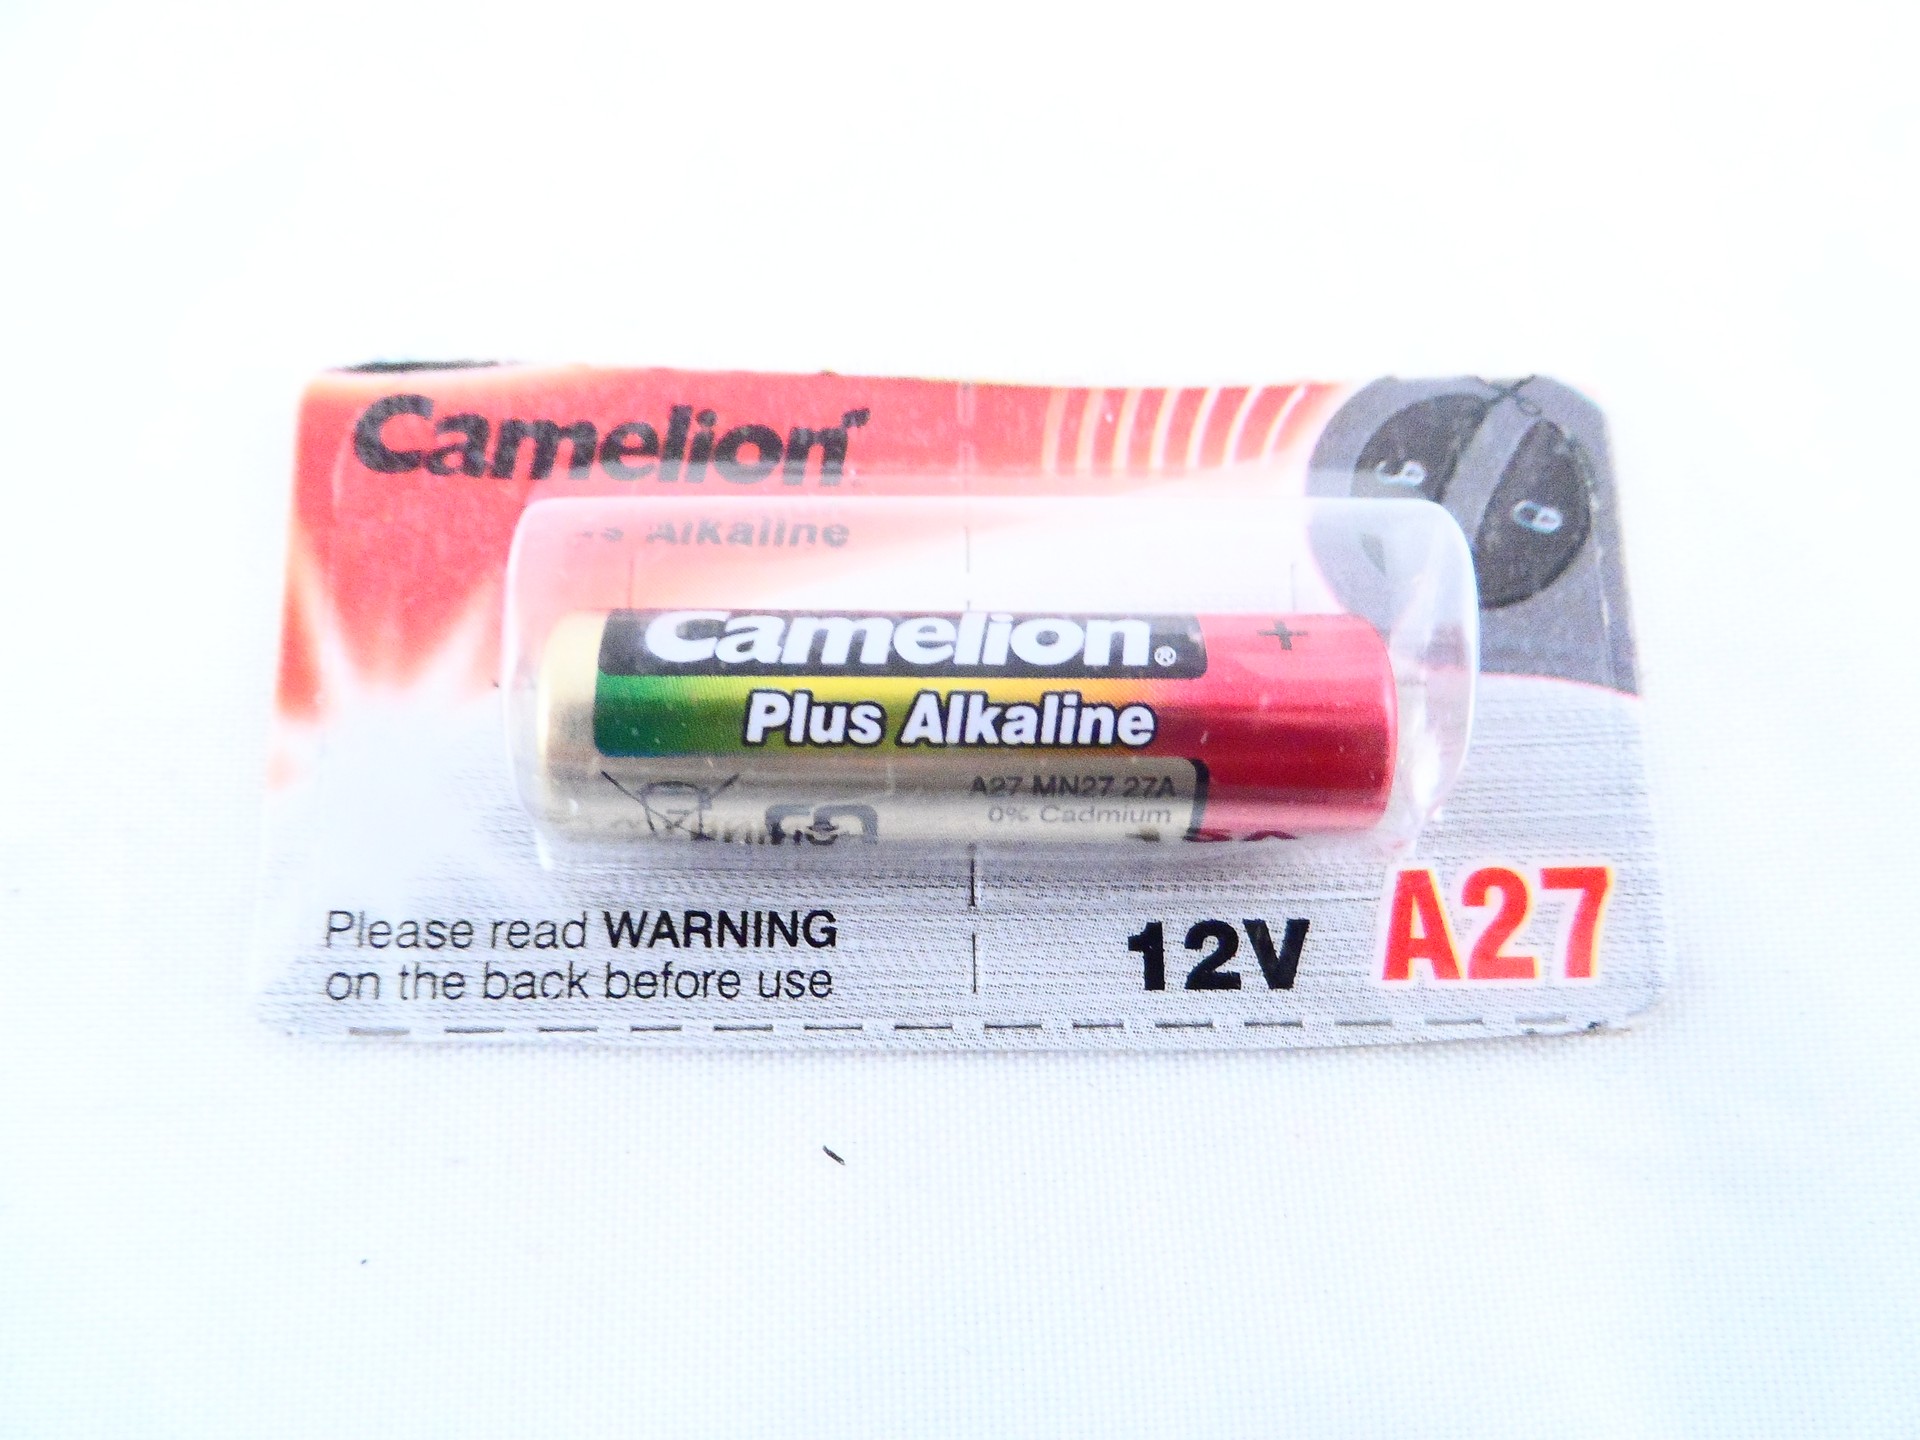 Camelion
Alkaline
Camelion®
+
Plus Alkaline
A27 MN27 27A
0% Cadmium
Please read WARNING
on the back before use
12V A27